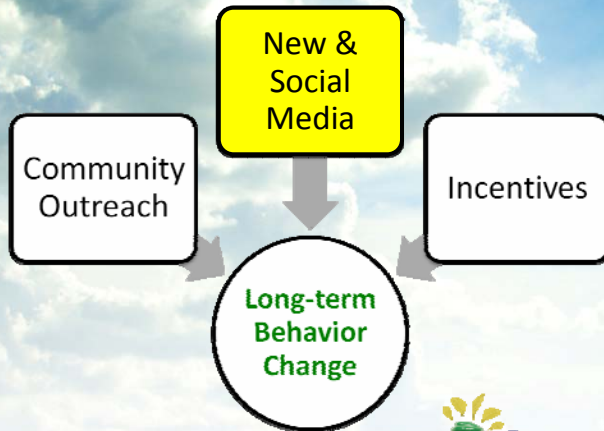 New &
Social
Media
Community
Outreach
Incentives
Long-term
Behavior
Change